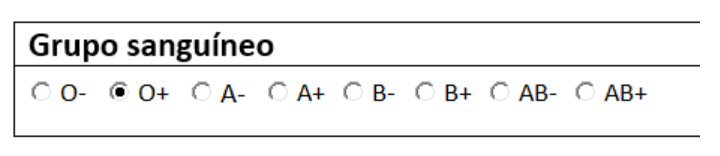 Grupo sanguíneo
O- O+ A- A+ B- B+ AB- AB+